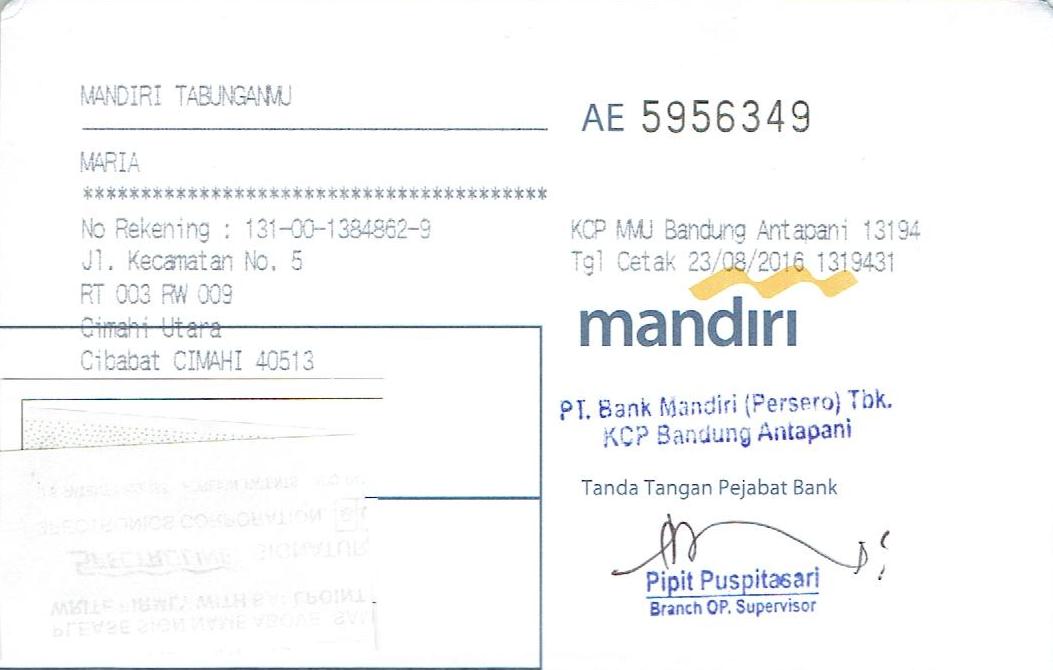 MANDIRI TABUNGANMU
AE 5956349
MARIA
****************************************
No Rekening : 131-00-1384862-9
Jl. Kecamatan No. 5
RT 003 RW 009
Cimahi Utara
Cibabat CIMAHI 40513
KCP MMU Bandung Antapani 13194
Tgl Cetak 23/08/2016 1319431
mandiri
PT. Bank Mandiri (Persero) Tbk.
KCP Bandung Antapani
Tanda Tangan Pejabat Bank
Pipit Puspitasari
Branch OP. Supervisor
SPECTRONICS CORPORATION
SPECTROLINE SIGNATUR
WRITE FIRMLY WITH BALLPOINT
PLEASE SIGN NAME ABOVE